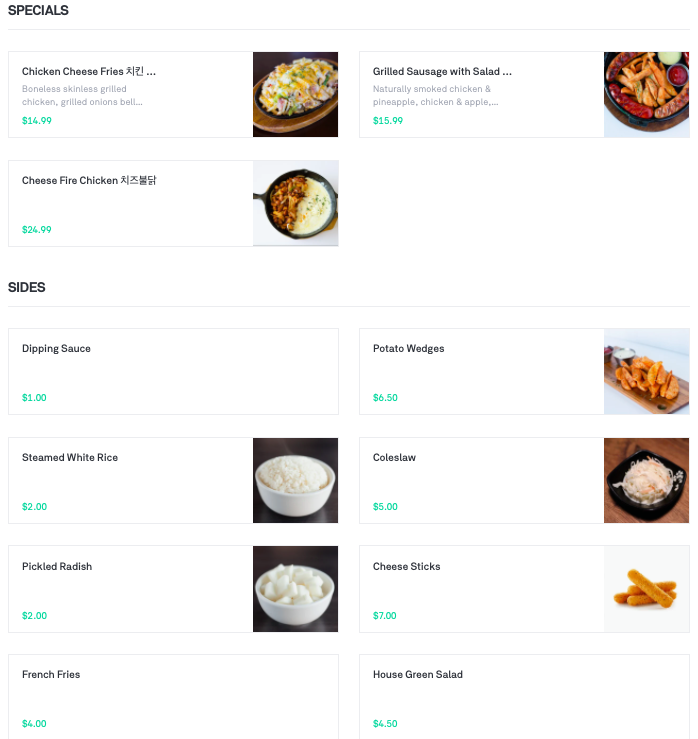 SPECIALS
Chicken Cheese Fries 치킨 ...
Boneless skinless grilled
chicken, grilled onions beli...
$14.99
Grilled Sausage with Salad ...
Naturally smoked chicken &
pineapple, chicken & apple,...
$15.99
Cheese Fire Chicken 치즈불닭
$24.99
SIDES
Dipping Sauce
$1.00
Potato Wedges
$6.50
Steamed White Rice
$2.00
Coleslaw
$5.00
Pickled Radish
$2.00
Cheese Sticks
$7.00
French Fries
$4.00
House Green Salad
$4.50